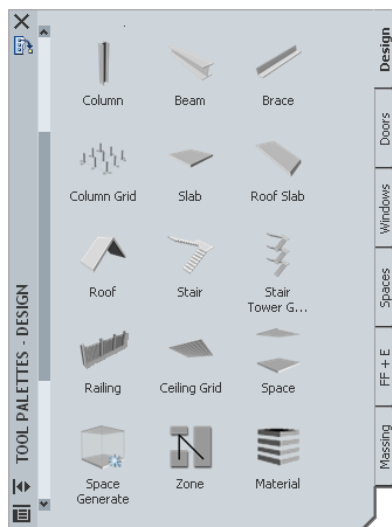 Column
Beam
Brace
Column Grid
Slab
Roof Slab
Roof
Stair
Stair
Tower G...
Railing
Ceiling Grid
Space
Space
Generate
Zone
Material
TOOL PALETTES - DESIGN
Design
Doors
Windows
Spaces
FF + E
Massing